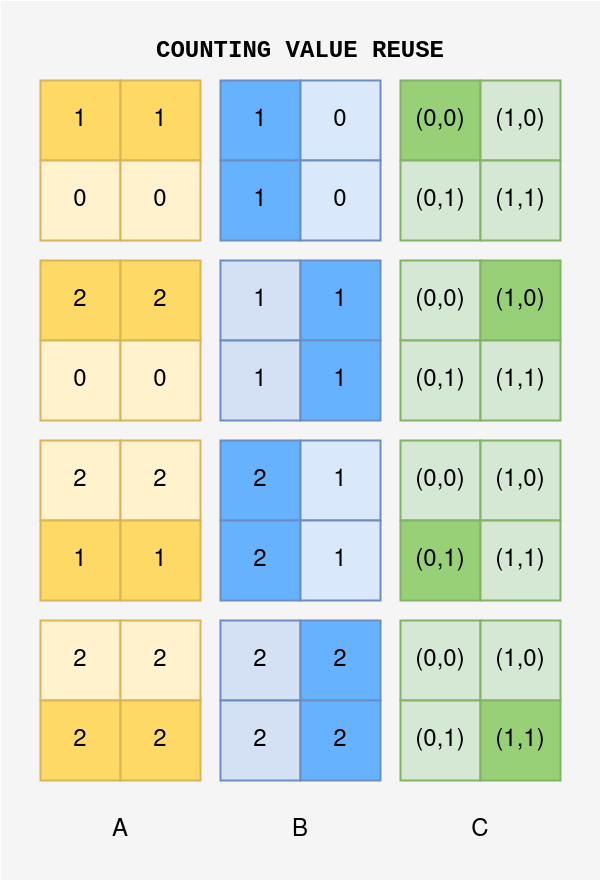 COUNTING VALUE REUSE
1 1 1 0 (0,0) (1,0)
0 0 1 0 (0,1) (1,1)
2 2 1 1 (0,0) (1,0)
0 0 1 1 (0,1) (1,1)
2 2 2 1 (0,0) (1,0)
1 1 2 1 (0,1) (1,1)
2 2 2 2 (0,0) (1,0)
2 2 2 2 (0,1) (1,1)
A B C